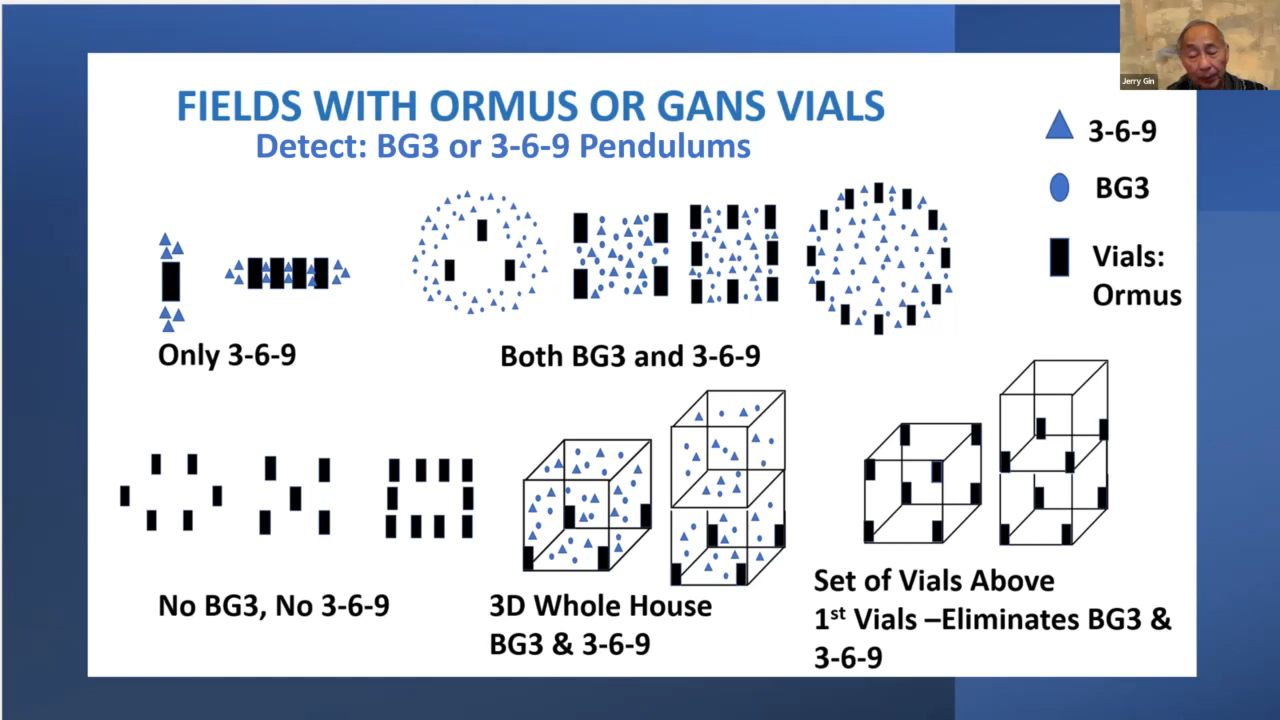 Jerry Gin
FIELDS WITH ORMUS OR GANS VIALS
Detect: BG3 or 3-6-9 Pendulums
3-6-9
BG3
Vials:
Ormus
Only 3-6-9
Both BG3 and 3-6-9
No BG3, No 3-6-9
3D Whole House
BG3 & 3-6-9
Set of Vials Above
1st Vials –Eliminates BG3 &
3-6-9